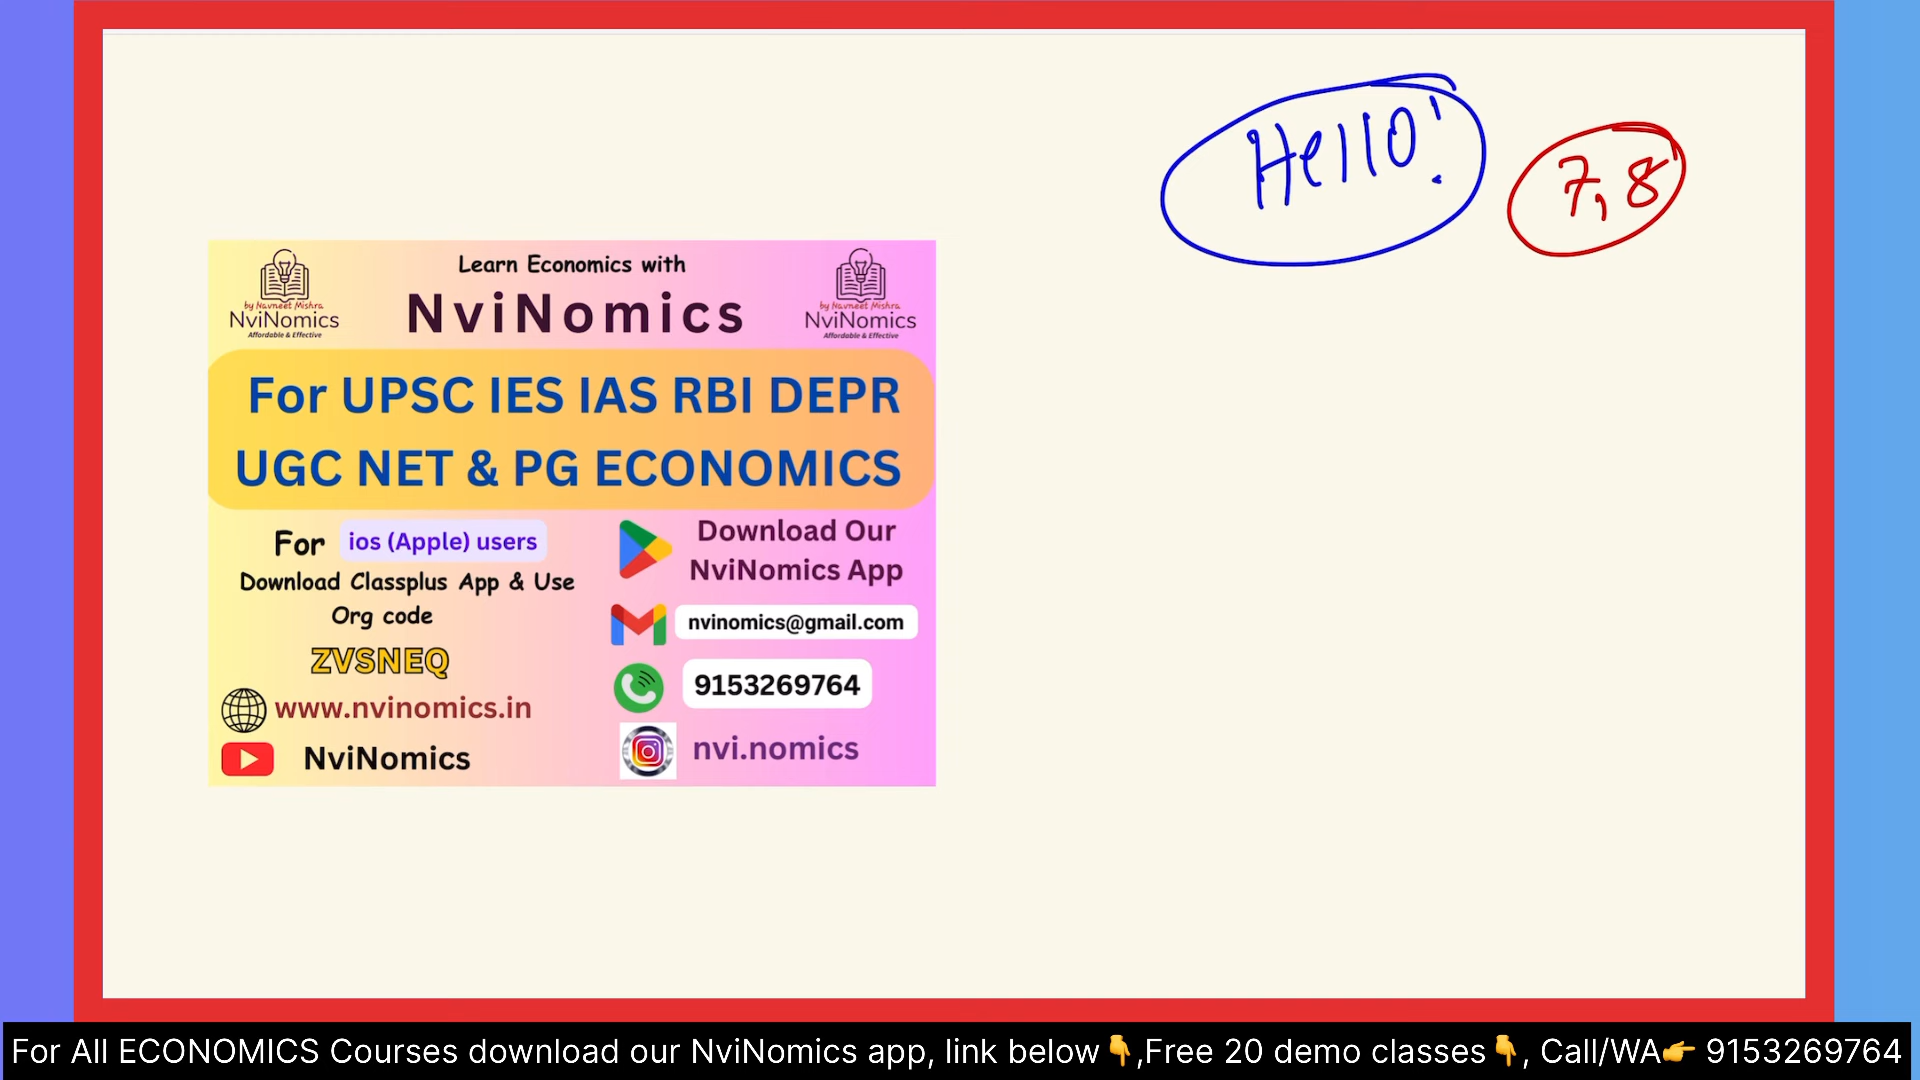 Hello!
7, 8
Learn Economics with
NviNomics
by Navneet Mishra
NviNomics
Affordable & Effective
by Navneet Mishra
NviNomics
Affordable & Effective
For UPSC IES IAS RBI DEPR
UGC NET & PG ECONOMICS
For ios (Apple) users
Download Classplus App & Use
Org code
ZVSNEQ
www.nvinomics.in
NviNomics
Download Our
NviNomics App
nvinomics@gmail.com
9153269764
nvi.nomics
For All ECONOMICS Courses download our NviNomics app, link below👇,Free 20 demo classes👇, Call/WA👉 9153269764